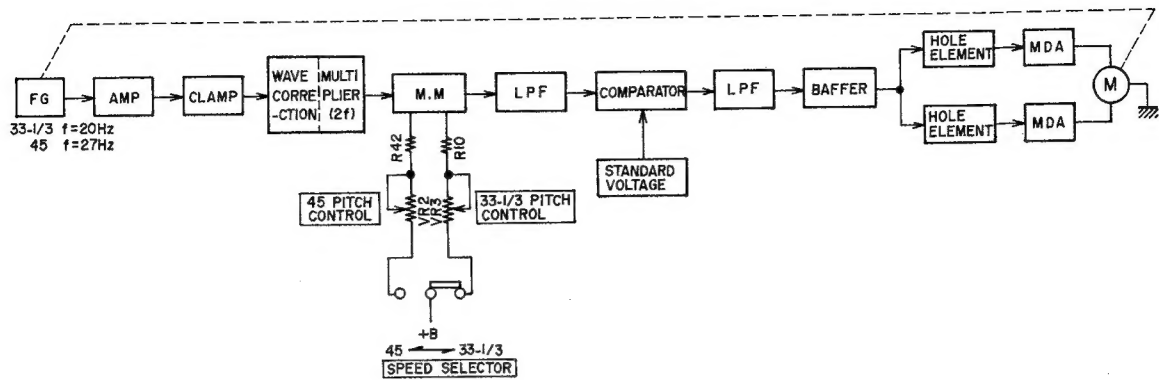 FG
33-1/3 f=20Hz
45 f=27Hz
AMP
CLAMP
WAVE
CORRE
-CTION
MULTI
PLIER
(2f)
M.M
LPF
COMPARATOR
LPF
BAFFER
HOLE
ELEMENT
MDA
HOLE
ELEMENT
MDA
M
R42
R10
STANDARD
VOLTAGE
45 PITCH
CONTROL
VR2
VR3
33-1/3 PITCH
CONTROL
+B
45 33-1/3
SPEED SELECTOR